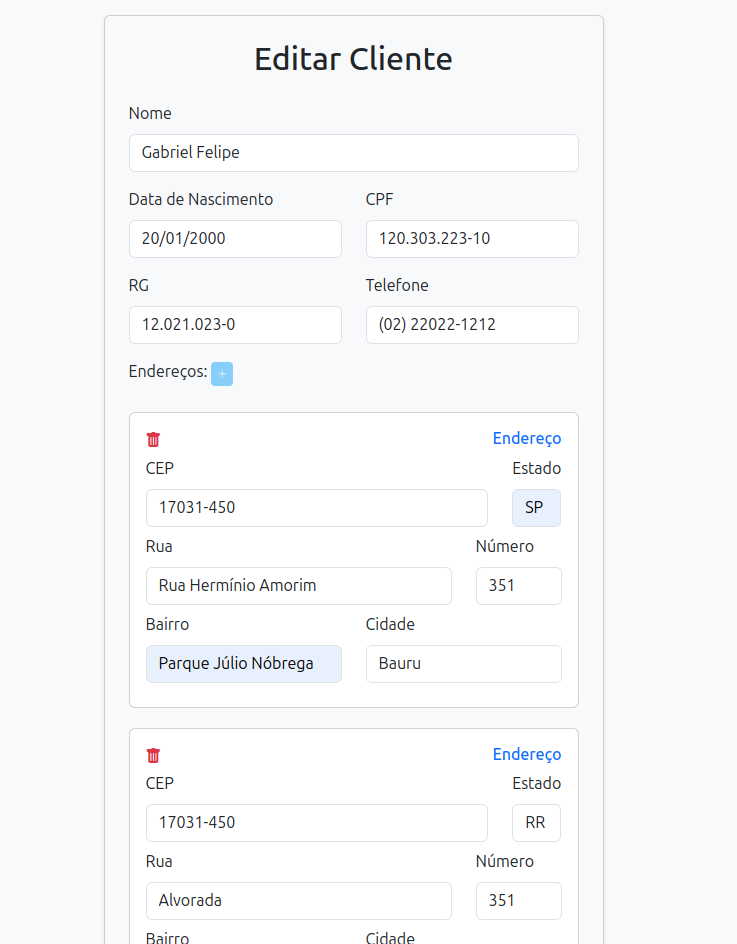 Editar Cliente
Nome
Gabriel Felipe
Data de Nascimento CPF
20/01/2000 120.303.223-10
RG Telefone
12.021.023-0 (02) 22022-1212
Endereços: +
Endereço
CEP Estado
17031-450 SP
Rua Número
Rua Hermínio Amorim 351
Bairro Cidade
Parque Júlio Nóbrega Bauru
Endereço
CEP Estado
17031-450 RR
Rua Número
Alvorada 351
Bairro Cidade